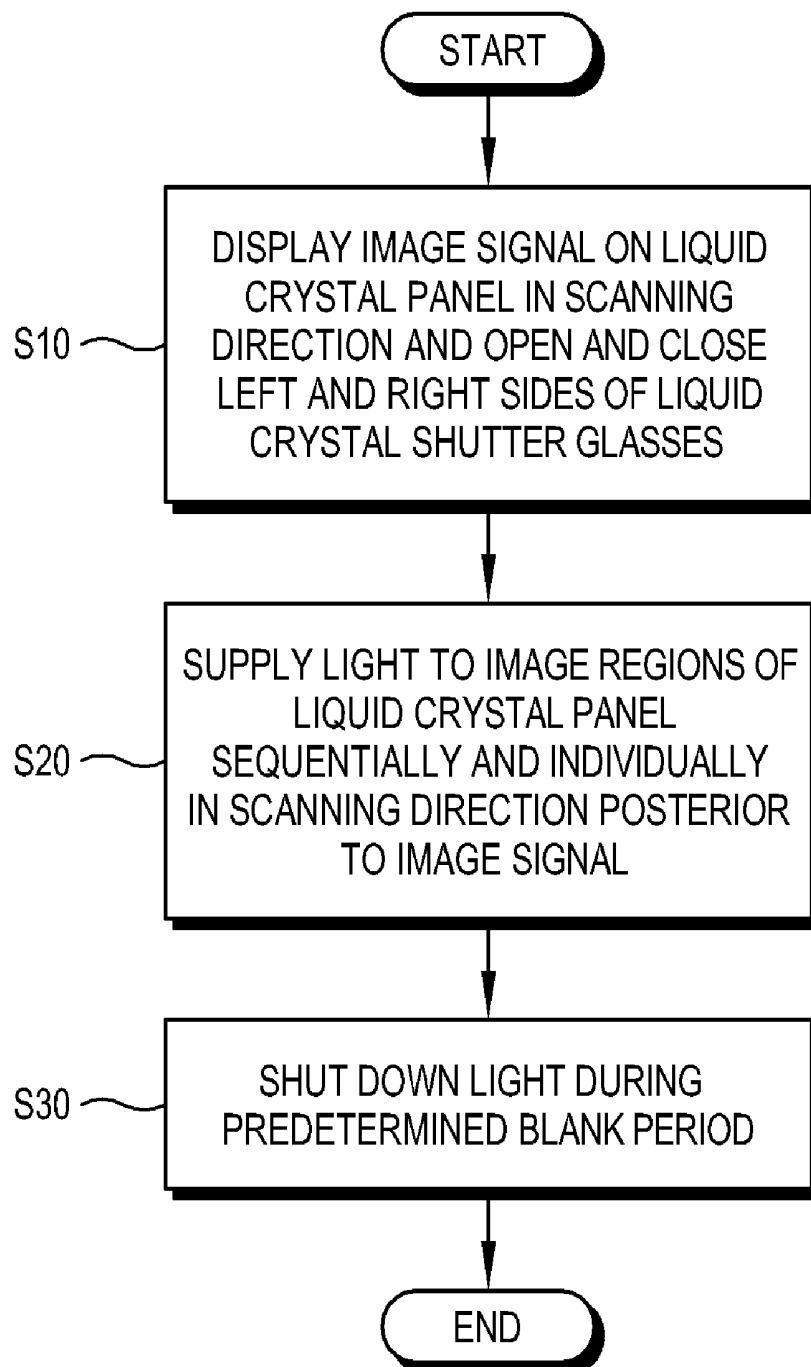 START
S10
DISPLAY IMAGE SIGNAL ON LIQUID
CRYSTAL PANEL IN SCANNING
DIRECTION AND OPEN AND CLOSE
LEFT AND RIGHT SIDES OF LIQUID
CRYSTAL SHUTTER GLASSES
S20
SUPPLY LIGHT TO IMAGE REGIONS OF
LIQUID CRYSTAL PANEL
SEQUENTIALLY AND INDIVIDUALLY
IN SCANNING DIRECTION POSTERIOR
TO IMAGE SIGNAL
S30
SHUT DOWN LIGHT DURING
PREDETERMINED BLANK PERIOD
END